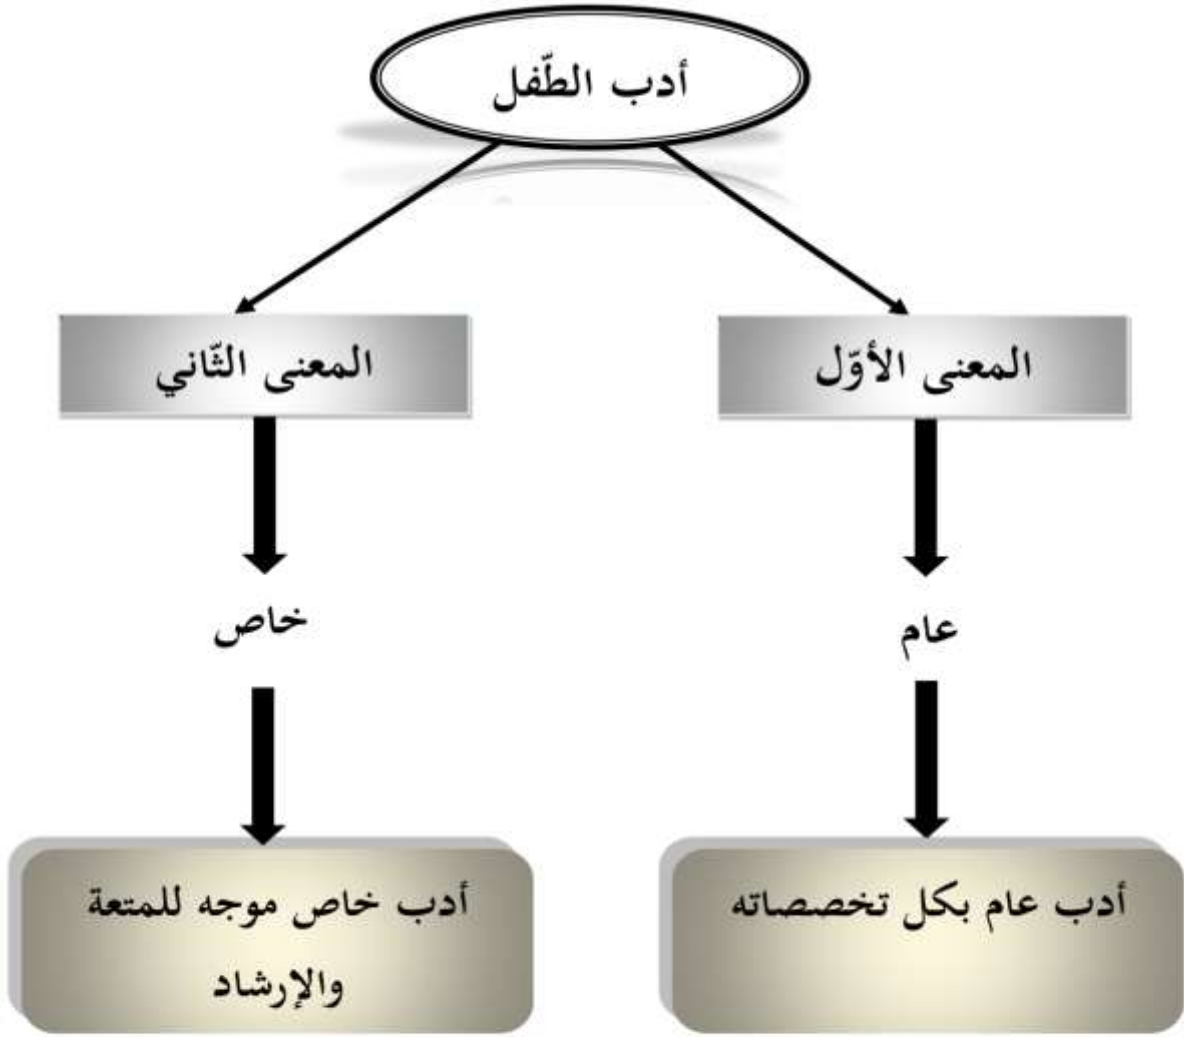 أدب الطّفل
المعنى الأوّل
المعنى الثّاني
عام
خاص
أدب عام بكل تخصصاته
أدب خاص موجه للمتعة
والإرشاد